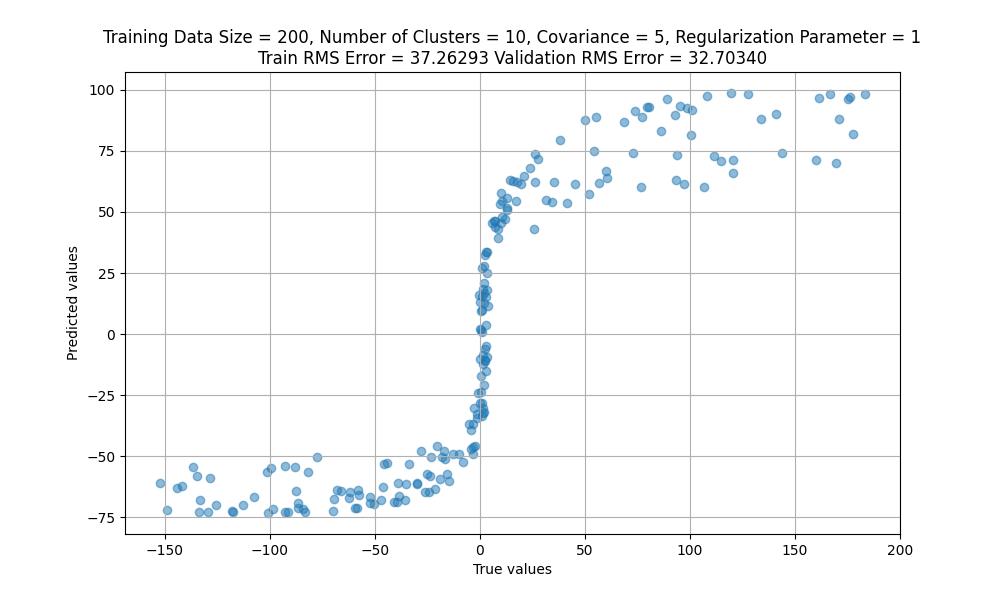 Training Data Size = 200, Number of Clusters = 10, Covariance = 5, Regularization Parameter = 1
Train RMS Error = 37.26293 Validation RMS Error = 32.70340
100
75
50
25
0
−25
−50
−75
Predicted values
−150 −100 −50 0 50 100 150 200
True values